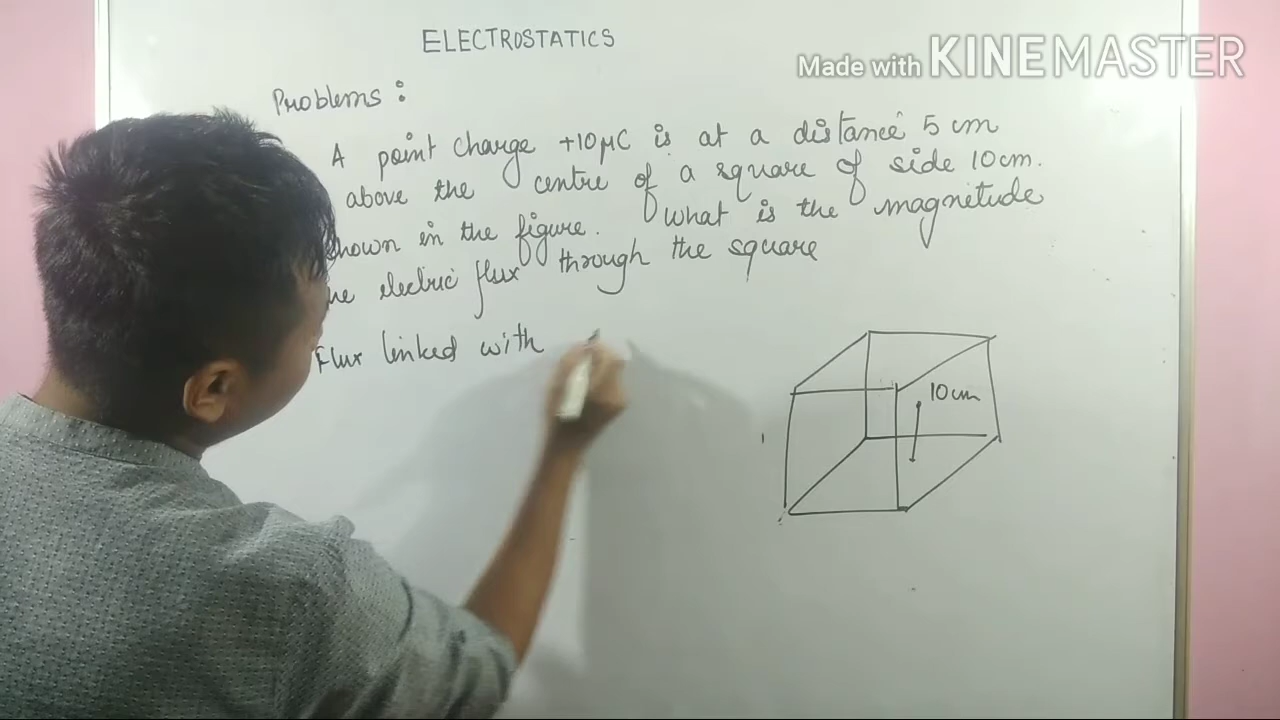 ELECTROSTATICS
Made with KINEMASTER
Problems :
A point charge +10μC is at a distance 5 cm
above the centre of a square of side 10cm.
shown in the figure. What is the magnitude
electric flux through the square
Flux linked with
10cm